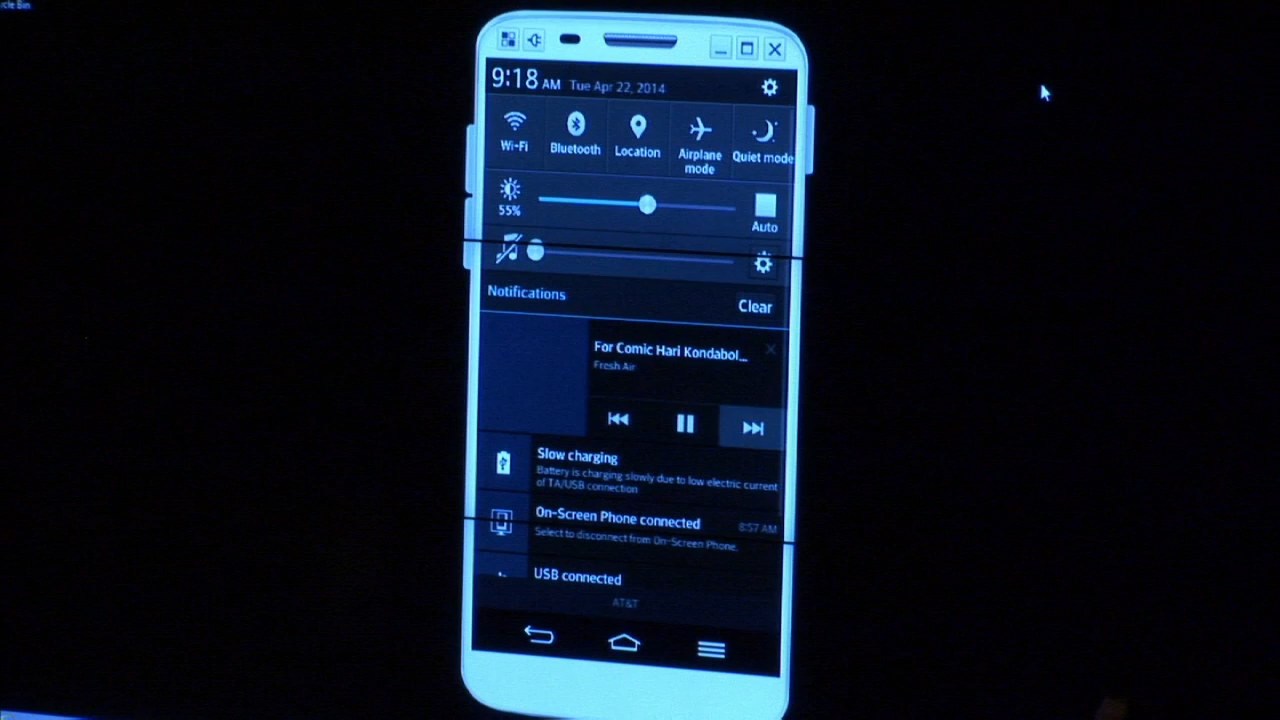 cle Bin
9:18 AM Tue Apr 22, 2014
Wi-Fi
Bluetooth
Location
Airplane
mode
Quiet mode
55%
Auto
Notifications
Clear
For Comic Hari Kondabol...
Fresh Air
Slow charging
Battery is charging slowly due to low electric current
of TA/USB connection
On-Screen Phone connected 8:57 AM
Select to disconnect from On-Screen Phone.
USB connected
AT&T